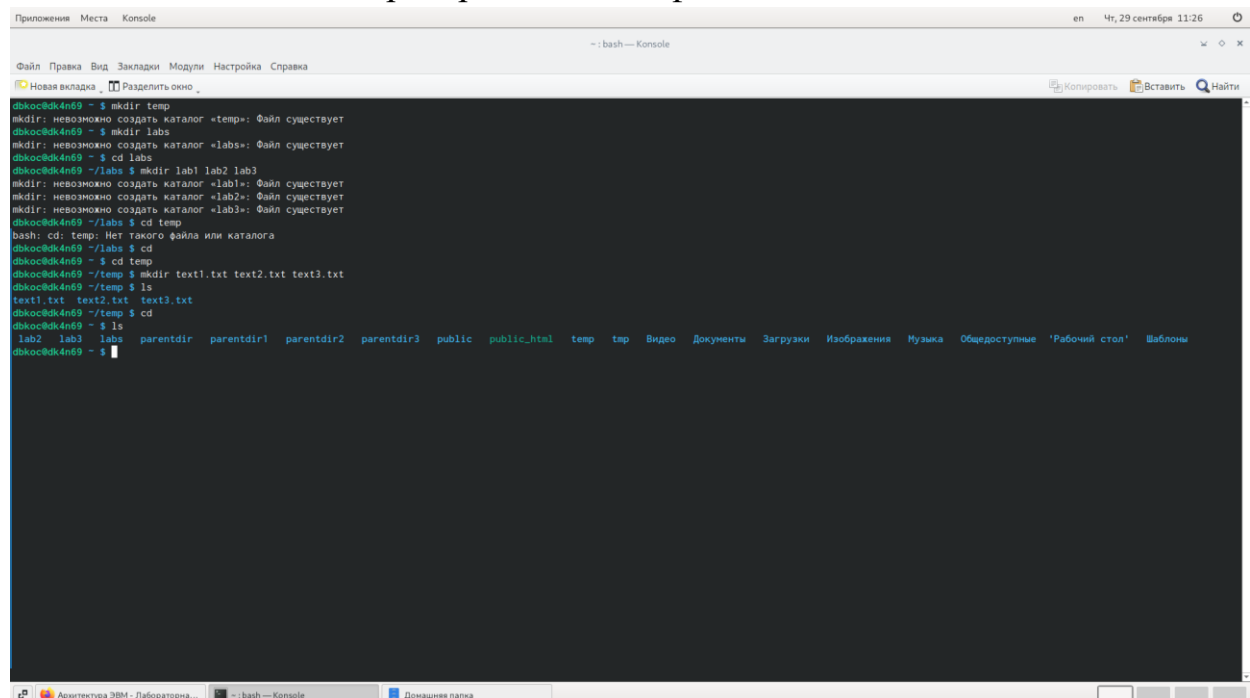 Приложения Места Konsole en Чт, 29 сентября 11:26
~ : bash — Konsole
Файл Правка Вид Закладки Модули Настройка Справка
Новая вкладка Разделить окно Копировать Вставить Найти
dbkoc@dk4n69 ~ $ mkdir temp
mkdir: невозможно создать каталог «temp»: Файл существует
dbkoc@dk4n69 ~ $ mkdir labs
mkdir: невозможно создать каталог «labs»: Файл существует
dbkoc@dk4n69 ~ $ cd labs
dbkoc@dk4n69 ~/labs $ mkdir lab1 lab2 lab3
mkdir: невозможно создать каталог «lab1»: Файл существует
mkdir: невозможно создать каталог «lab2»: Файл существует
mkdir: невозможно создать каталог «lab3»: Файл существует
dbkoc@dk4n69 ~/labs $ cd temp
bash: cd: temp: Нет такого файла или каталога
dbkoc@dk4n69 ~/labs $ cd
dbkoc@dk4n69 ~ $ cd temp
dbkoc@dk4n69 ~/temp $ mkdir text1.txt text2.txt text3.txt
dbkoc@dk4n69 ~/temp $ ls
text1.txt text2.txt text3.txt
dbkoc@dk4n69 ~/temp $ cd
dbkoc@dk4n69 ~ $ ls
lab2 lab3 labs parentdir parentdir1 parentdir2 parentdir3 public public_html temp tmp Видео Документы Загрузки Изображения Музыка Общедоступные 'Рабочий стол' Шаблоны
dbkoc@dk4n69 ~ $
Архитектура ЭВМ - Лабораторна... ~ : bash — Konsole Домашняя папка